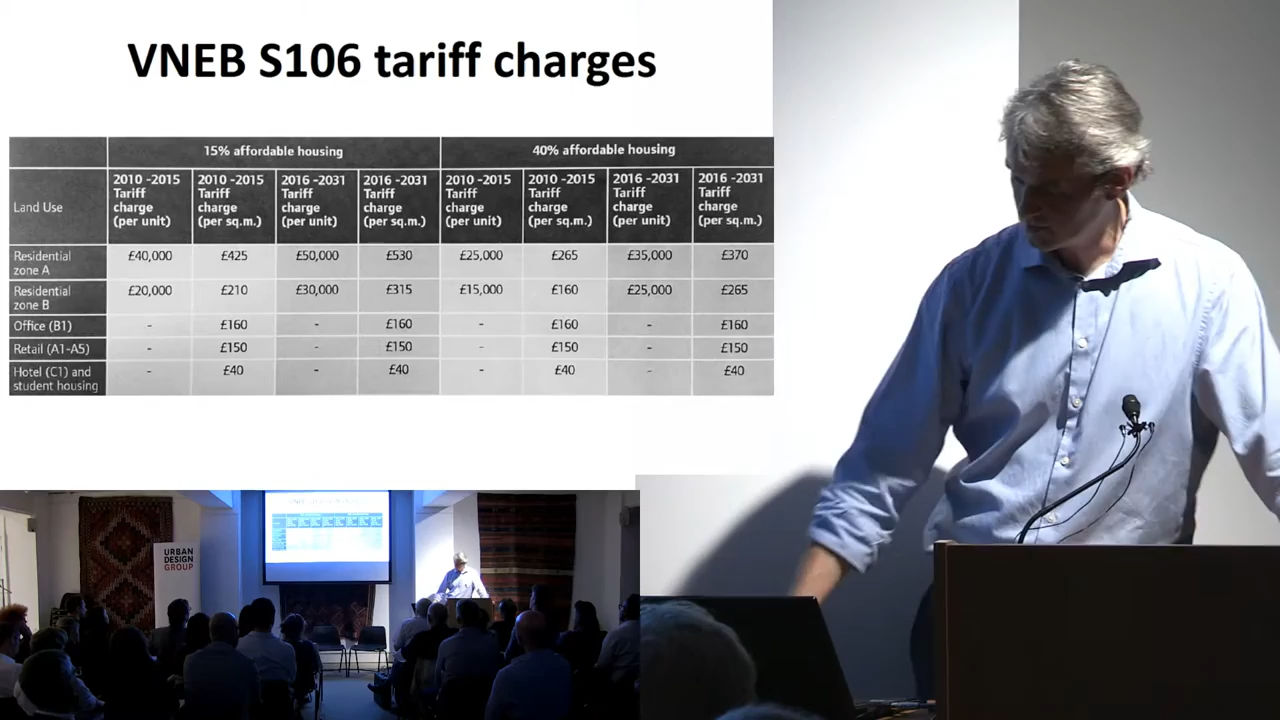 VNEB S106 tariff charges
15% affordable housing 40% affordable housing
Land Use 2010 -2015 Tariff charge (per unit) 2010 -2015 Tariff charge (per sq.m.) 2016 -2031 Tariff charge (per unit) 2016 -2031 Tariff charge (per sq.m.) 2010 -2015 Tariff charge (per unit) 2010 -2015 Tariff charge (per sq.m.) 2016 -2031 Tariff charge (per unit) 2016 -2031 Tariff charge (per sq.m.)
Residential zone A £40,000 £425 £50,000 £530 £25,000 £265 £35,000 £370
Residential zone B £20,000 £210 £30,000 £315 £15,000 £160 £25,000 £265
Office (B1) - £160 - £160 - £160 - £160
Retail (A1-A5) - £150 - £150 - £150 - £150
Hotel (C1) and student housing - £40 - £40 - £40 - £40
URBAN
DESIGN
GROUP